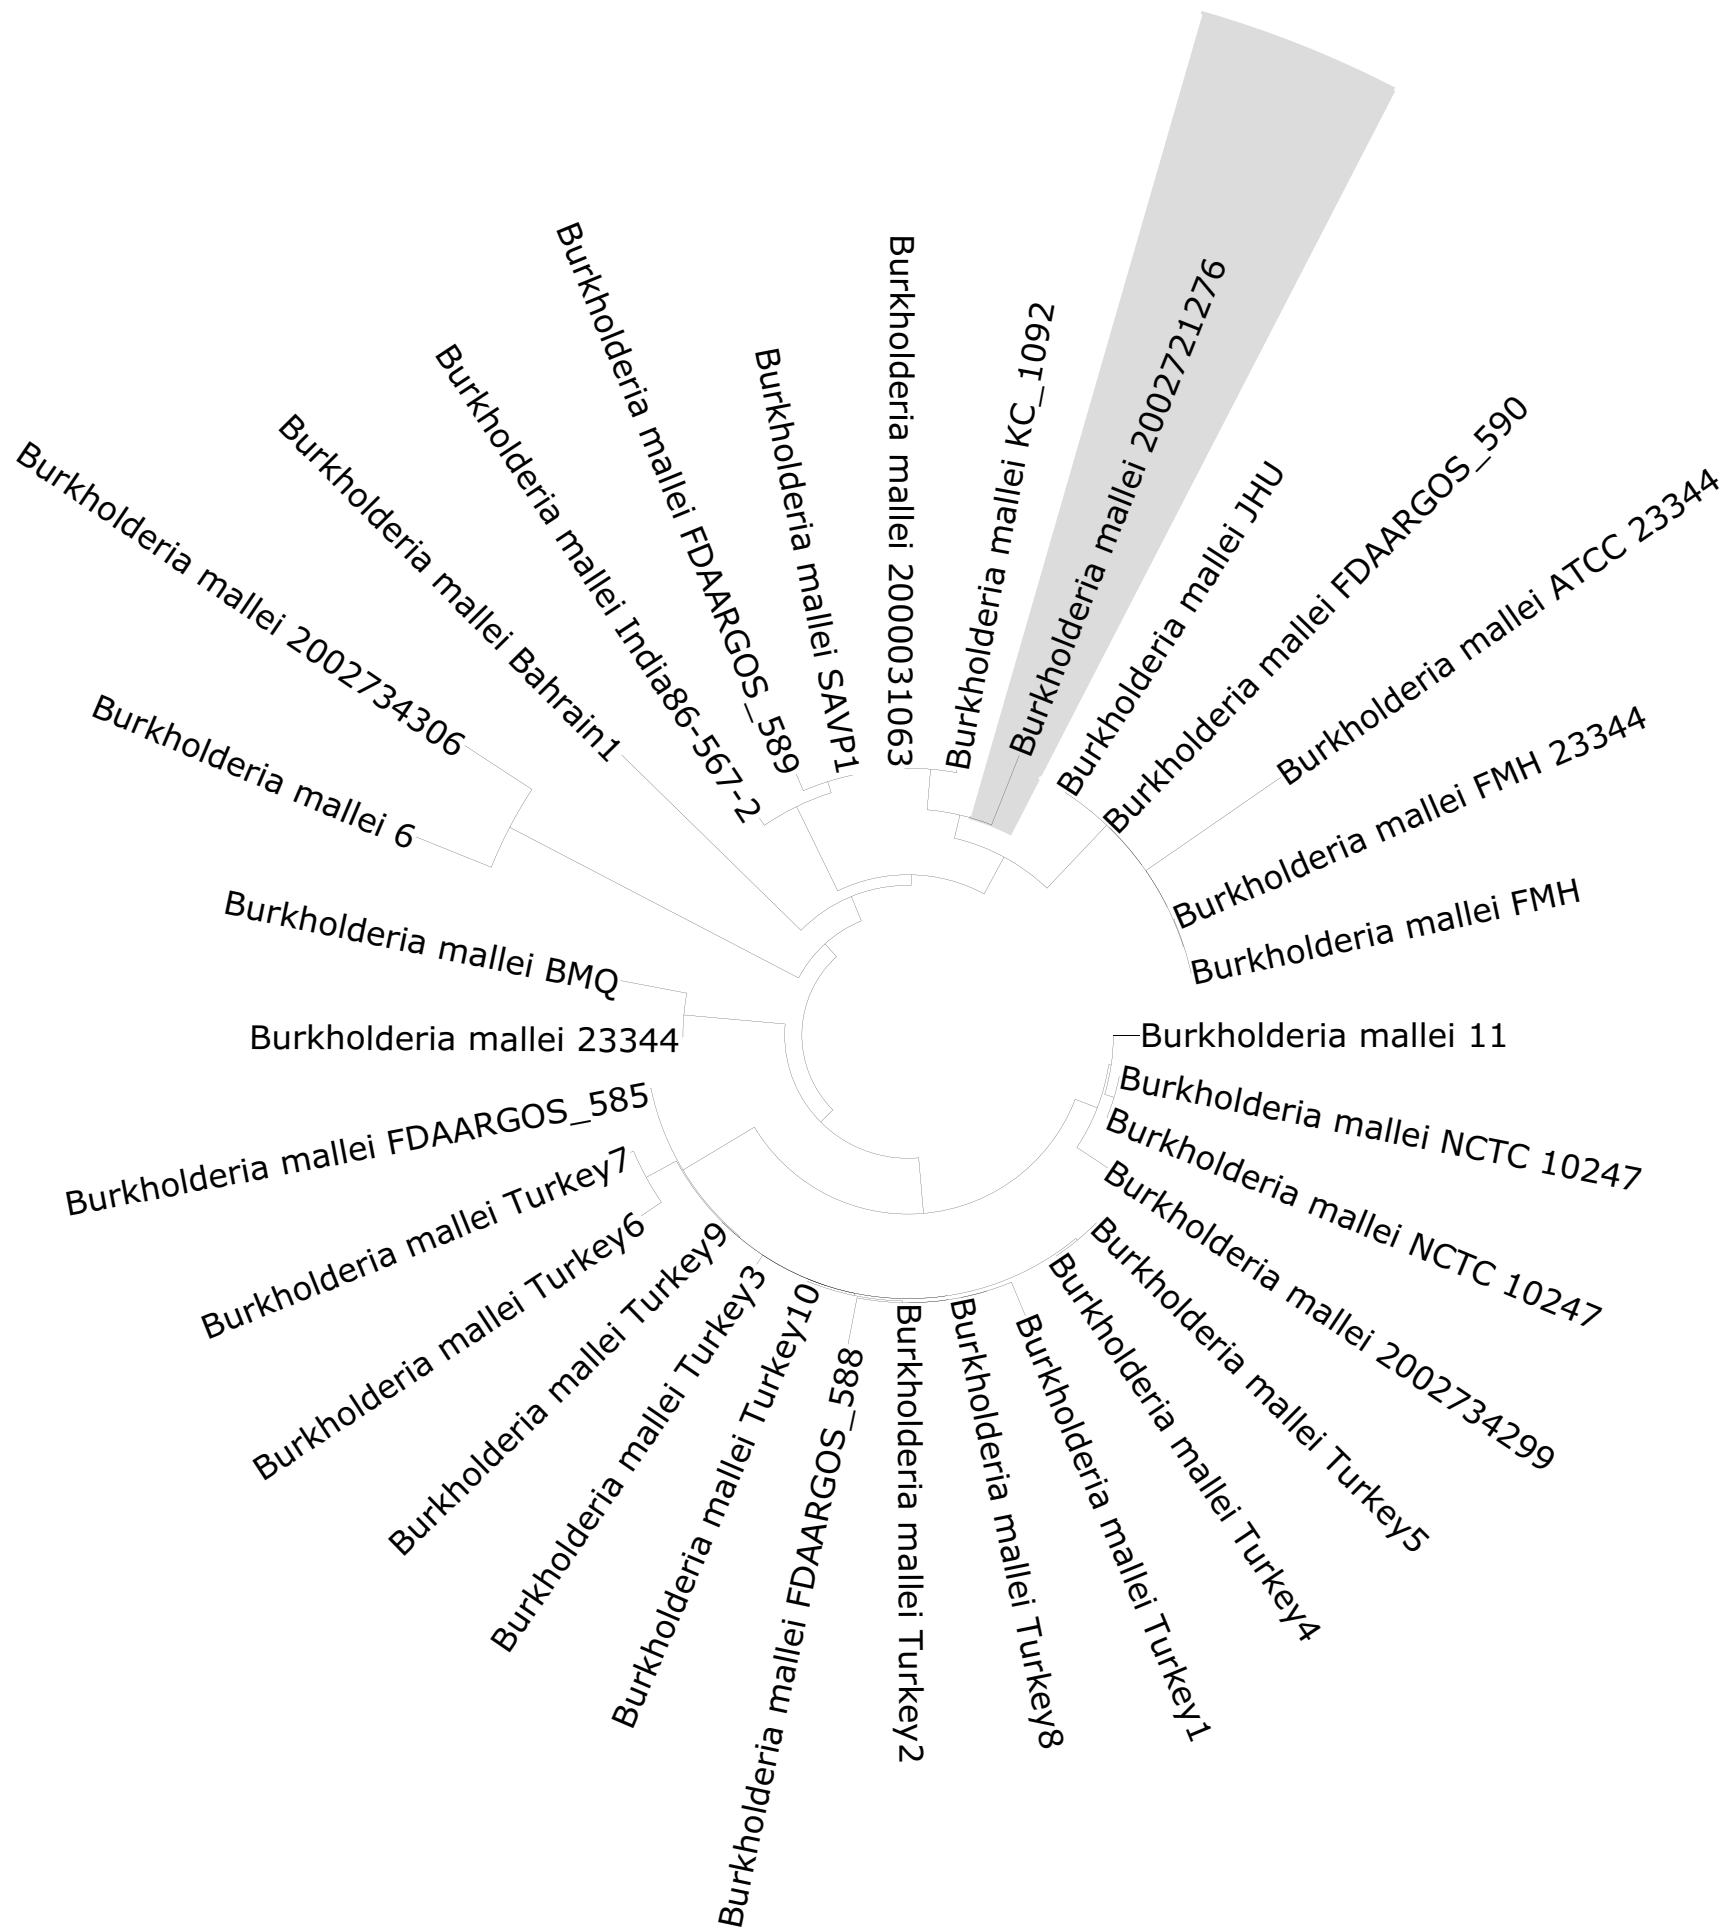 Burkholderia mallei 2000031063
Burkholderia mallei KC_1092
Burkholderia mallei 2002721276
Burkholderia mallei JHU
Burkholderia mallei FDAARGOS_590
Burkholderia mallei ATCC 23344
Burkholderia mallei FMH 23344
Burkholderia mallei FMH
Burkholderia mallei 11
Burkholderia mallei NCTC 10247
Burkholderia mallei NCTC 10247
Burkholderia mallei 2002734299
Burkholderia mallei Turkey5
Burkholderia mallei Turkey4
Burkholderia mallei Turkey1
Burkholderia mallei Turkey8
Burkholderia mallei Turkey2
Burkholderia mallei FDAARGOS_588
Burkholderia mallei Turkey10
Burkholderia mallei Turkey3
Burkholderia mallei Turkey9
Burkholderia mallei Turkey6
Burkholderia mallei Turkey7
Burkholderia mallei FDAARGOS_585
Burkholderia mallei 23344
Burkholderia mallei BMQ
Burkholderia mallei 6
Burkholderia mallei 2002734306
Burkholderia mallei Bahrain1
Burkholderia mallei India86-567-2
Burkholderia mallei FDAARGOS_589
Burkholderia mallei SAVP1